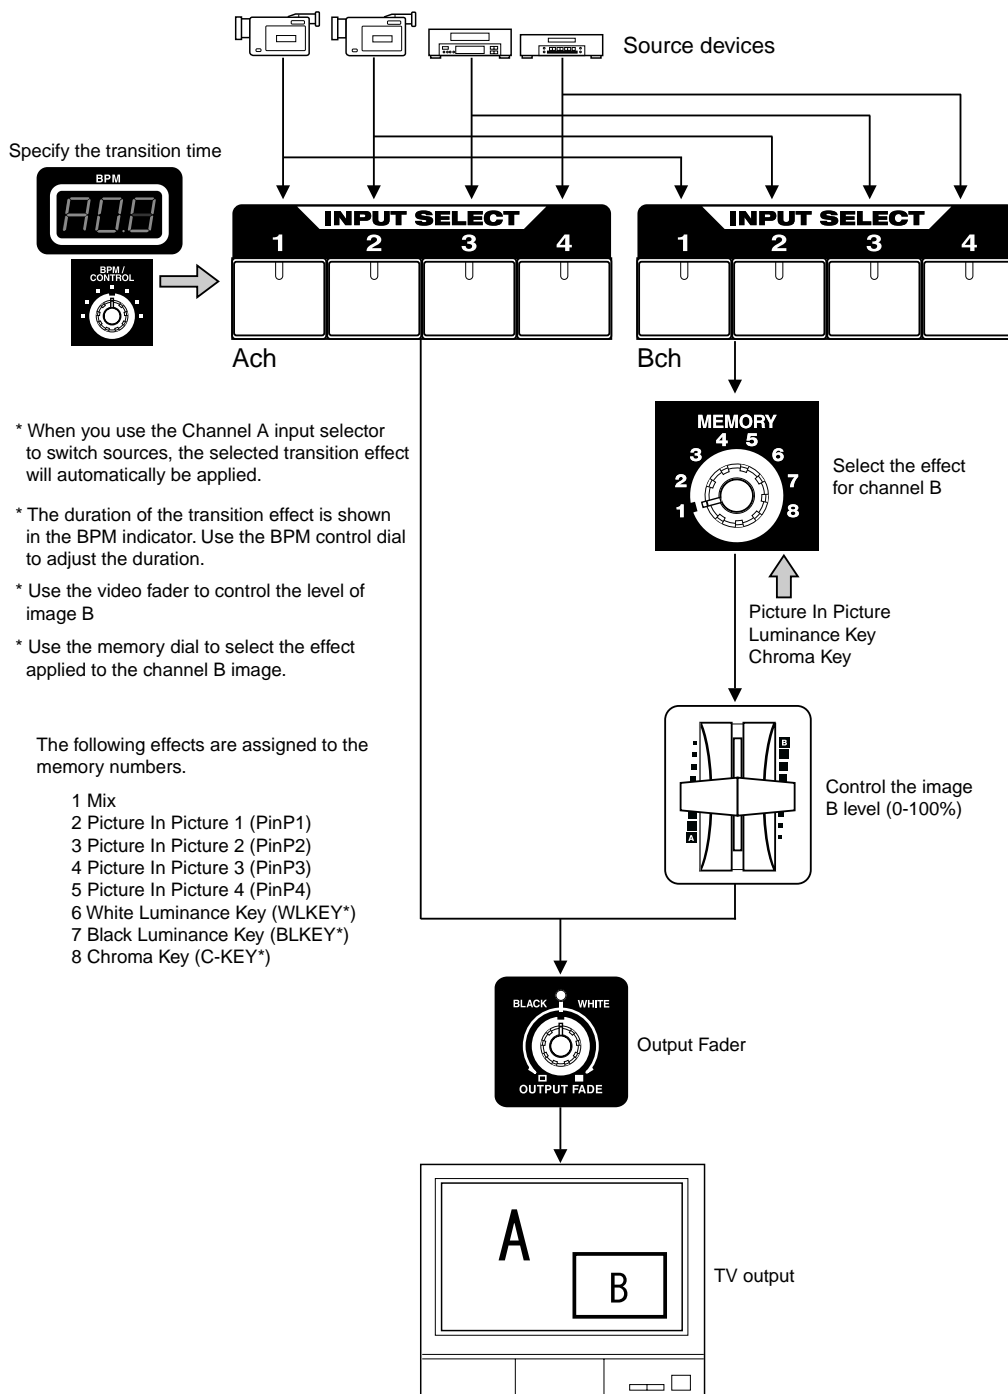 Source devices
Specify the transition time
BPM
A0.8
BPM /
CONTROL
INPUT SELECT
1 2 3 4
INPUT SELECT
1 2 3 4
Ach
Bch
* When you use the Channel A input selector
to switch sources, the selected transition effect
will automatically be applied.
* The duration of the transition effect is shown
in the BPM indicator. Use the BPM control dial
to adjust the duration.
* Use the video fader to control the level of
image B
* Use the memory dial to select the effect
applied to the channel B image.
MEMORY
1 2 3 4 5 6 7 8
Select the effect
for channel B
Picture In Picture
Luminance Key
Chroma Key
The following effects are assigned to the
memory numbers.
1 Mix
2 Picture In Picture 1 (PinP1)
3 Picture In Picture 2 (PinP2)
4 Picture In Picture 3 (PinP3)
5 Picture In Picture 4 (PinP4)
6 White Luminance Key (WLKEY*)
7 Black Luminance Key (BLKEY*)
8 Chroma Key (C-KEY*)
B
A
Control the image
B level (0-100%)
BLACK WHITE
OUTPUT FADE
Output Fader
A
B
TV output